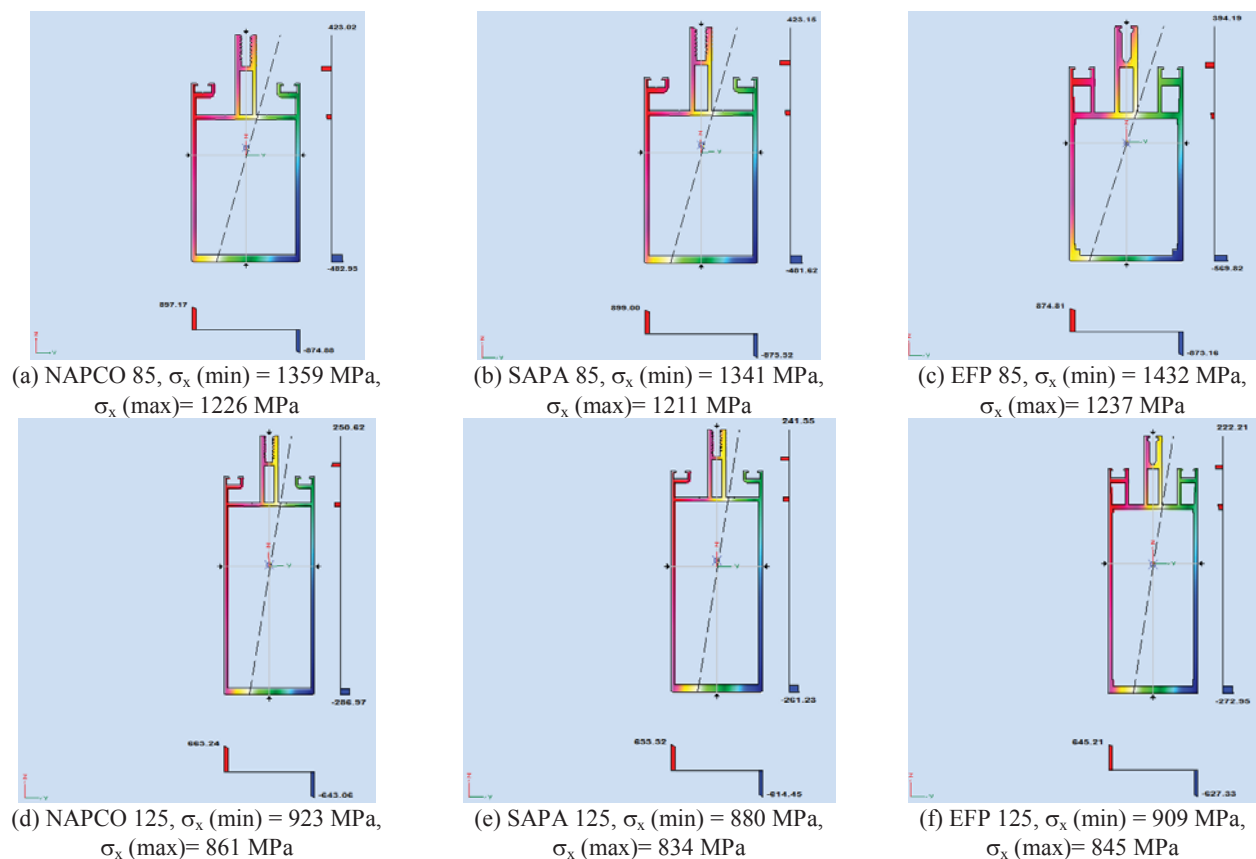 423.02
-482.95
897.17
-874.88
423.15
-481.62
899.00
-873.32
394.19
-569.82
874.81
-873.16
(a) NAPCO 85, σx (min) = 1359 MPa,
σx (max)= 1226 MPa
(b) SAPA 85, σx (min) = 1341 MPa,
σx (max)= 1211 MPa
(c) EFP 85, σx (min) = 1432 MPa,
σx (max)= 1237 MPa
250.62
-286.97
663.24
-643.06
241.35
-261.23
655.52
-614.45
222.21
-272.95
645.21
-627.33
(d) NAPCO 125, σx (min) = 923 MPa,
σx (max)= 861 MPa
(e) SAPA 125, σx (min) = 880 MPa,
σx (max)= 834 MPa
(f) EFP 125, σx (min) = 909 MPa,
σx (max)= 845 MPa